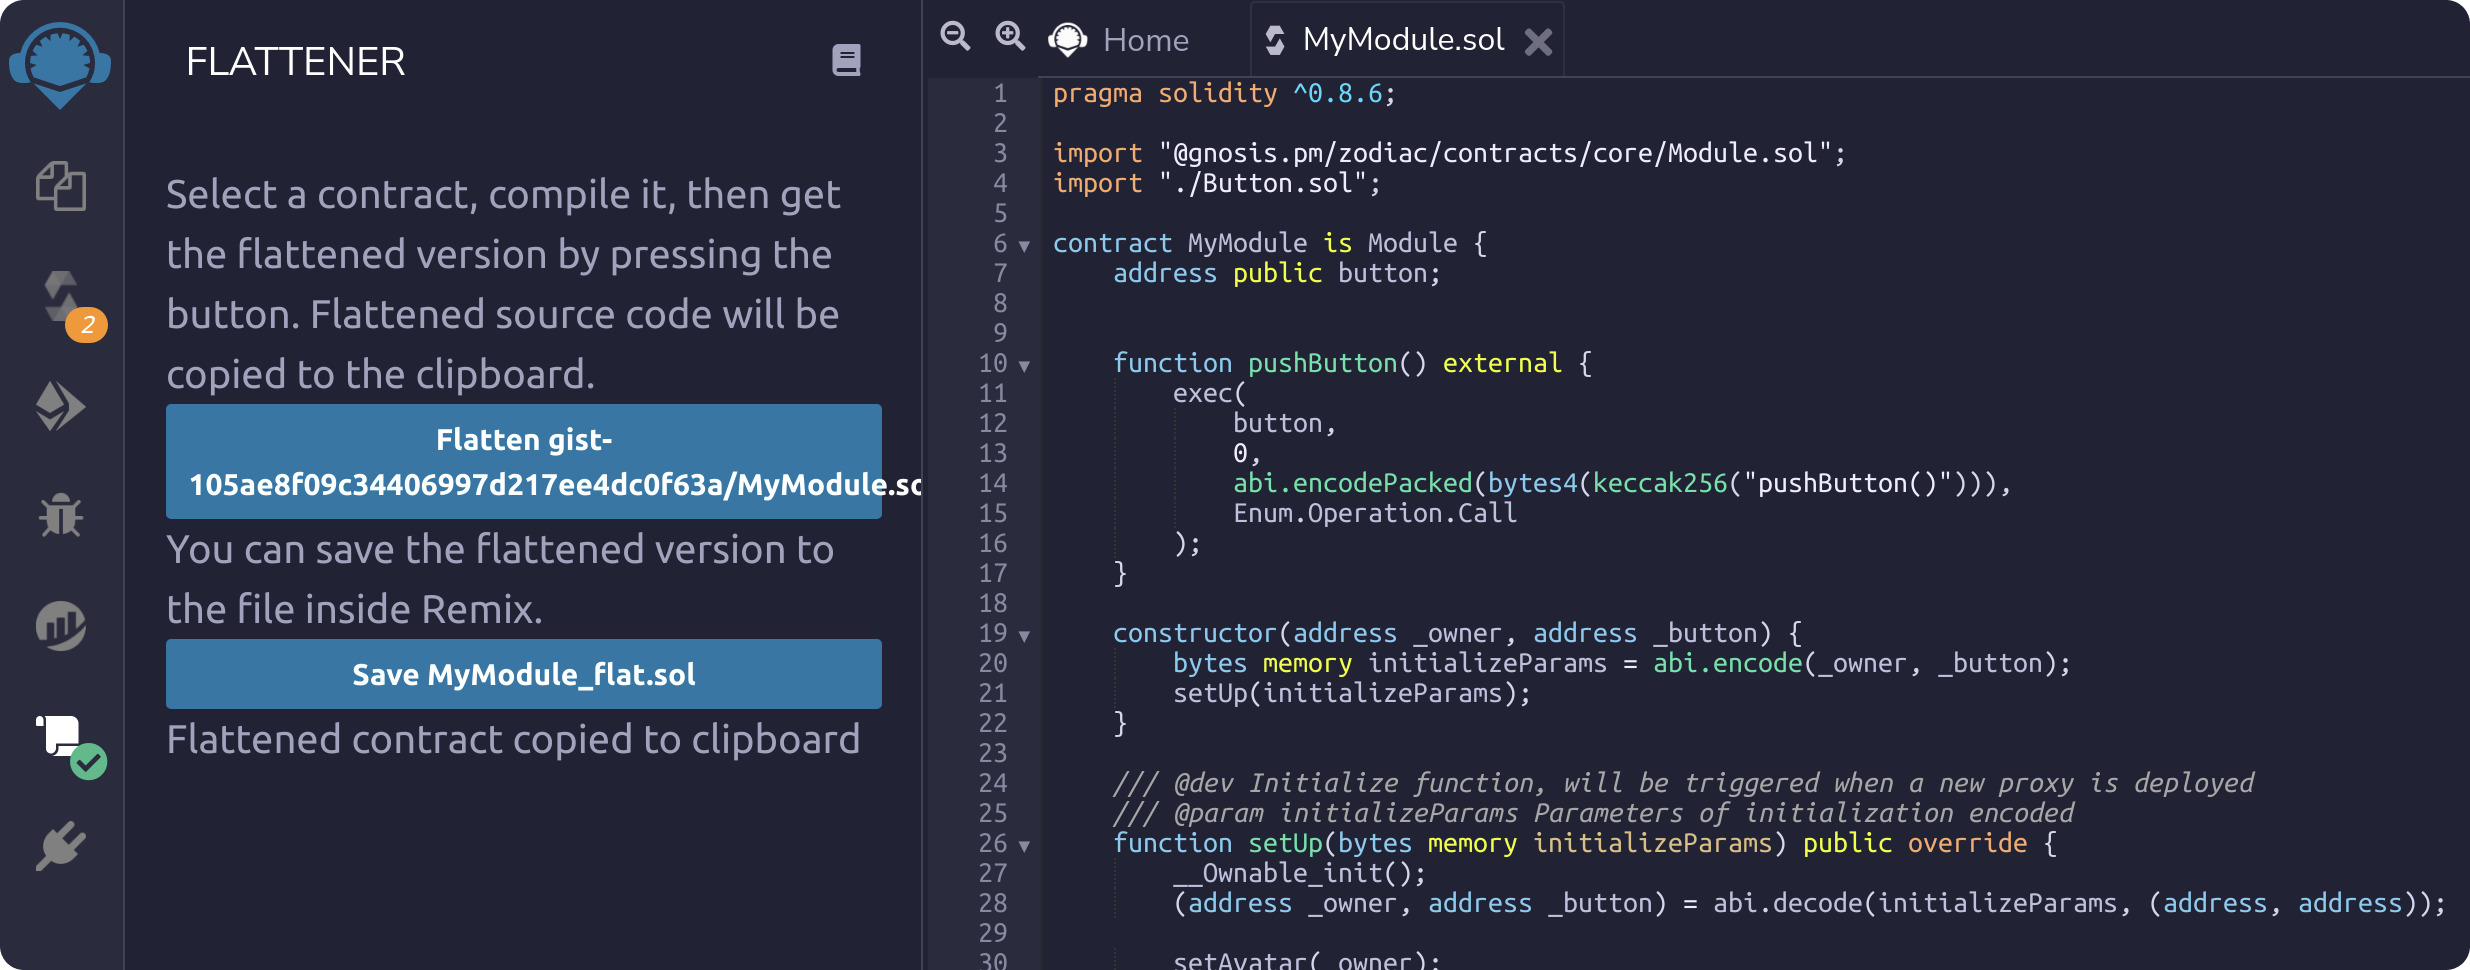 FLATTENER
Select a contract, compile it, then get
the flattened version by pressing the
button. Flattened source code will be
copied to the clipboard.
Flatten gist-
105ae8f09c34406997d217ee4dc0f63a/MyModule.so
You can save the flattened version to
the file inside Remix.
Save MyModule_flat.sol
Flattened contract copied to clipboard
2
Home
MyModule.sol
1 pragma solidity ^0.8.6;
2
3 import "@gnosis.pm/zodiac/contracts/core/Module.sol";
4 import "./Button.sol";
5
6 contract MyModule is Module {
7 address public button;
8
9
10 function pushButton() external {
11 exec(
12 button,
13 0,
14 abi.encodePacked(bytes4(keccak256("pushButton()"))),
15 Enum.Operation.Call
16 );
17 }
18
19 constructor(address _owner, address _button) {
20 bytes memory initializeParams = abi.encode(_owner, _button);
21 setUp(initializeParams);
22 }
23
24 /// @dev Initialize function, will be triggered when a new proxy is deployed
25 /// @param initializeParams Parameters of initialization encoded
26 function setUp(bytes memory initializeParams) public override {
27 __Ownable_init();
28 (address _owner, address _button) = abi.decode(initializeParams, (address, address));
29
30 setAvatar(_owner);